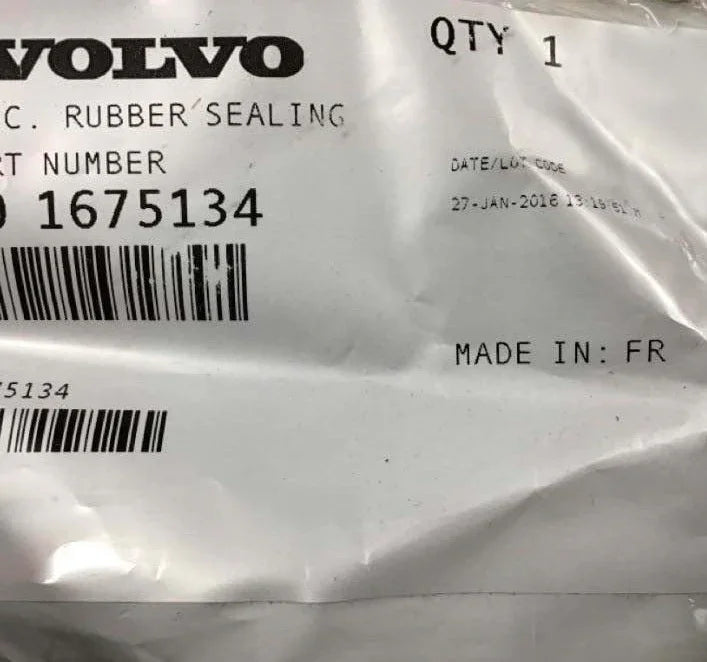 VOLVO
QTY 1
C. RUBBER SEALING
RT NUMBER
1675134
DATE/LOT CODE
27-JAN-2016
MADE IN: FR
75134